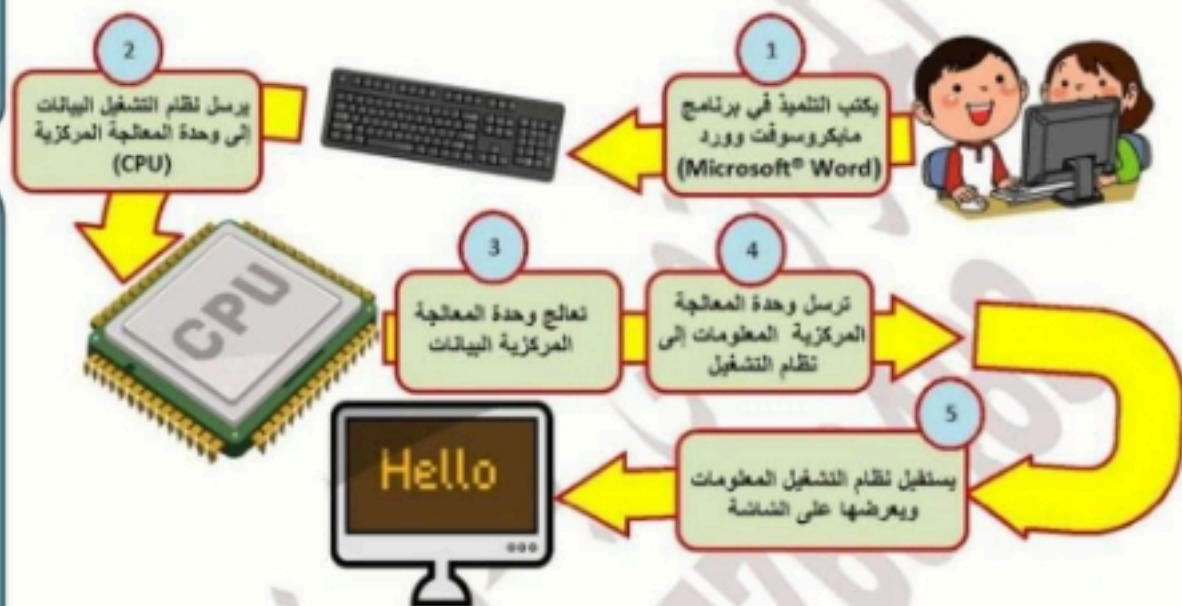 1
يكتب التلميذ في برنامج
مايكروسوفت وورد
(Microsoft® Word)
2
يرسل نظام التشغيل البيانات
إلى وحدة المعالجة المركزية
(CPU)
CPU
3
تعالج وحدة المعالجة
المركزية البيانات
4
ترسل وحدة المعالجة
المركزية المعلومات إلى
نظام التشغيل
5
يستقبل نظام التشغيل المعلومات
ويعرضها على الشاشة
Hello